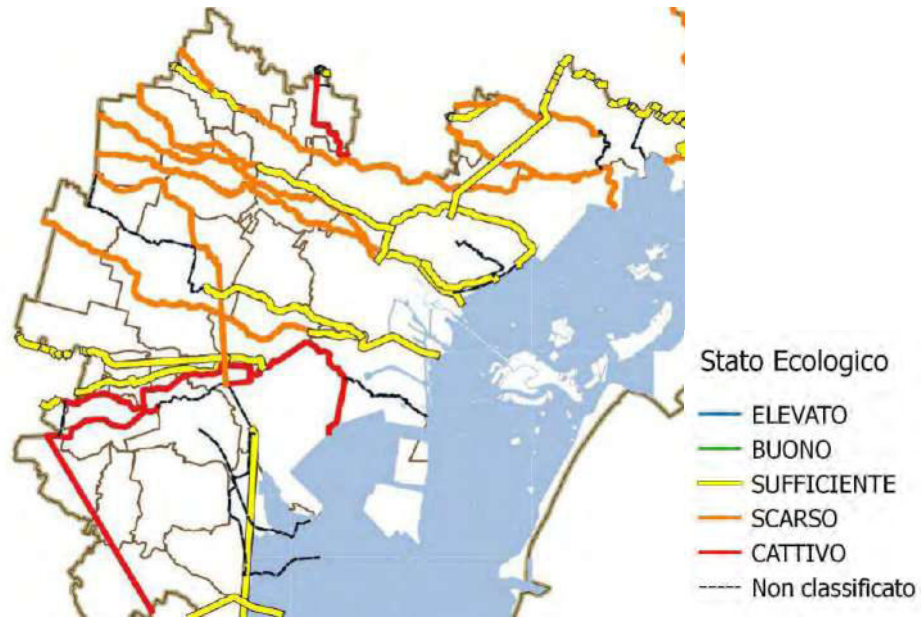 Stato Ecologico
ELEVATO
BUONO
SUFFICIENTE
SCARSO
CATTIVO
Non classificato